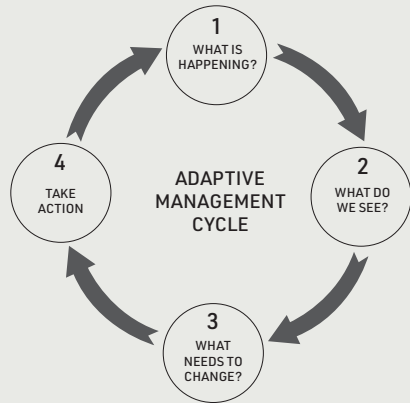 1
WHAT IS
HAPPENING?
2
WHAT DO
WE SEE?
3
WHAT
NEEDS TO
CHANGE?
4
TAKE
ACTION
ADAPTIVE
MANAGEMENT
CYCLE